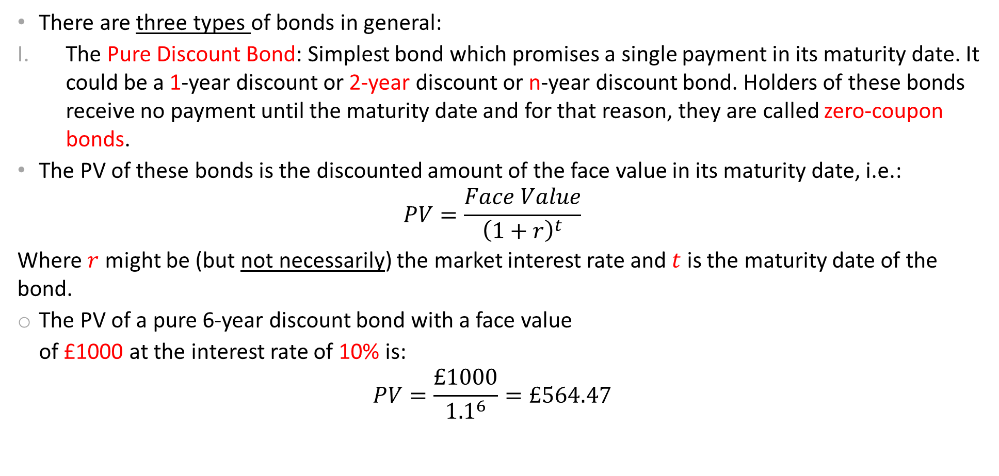 • There are three types of bonds in general:
I. The Pure Discount Bond: Simplest bond which promises a single payment in its maturity date. It
could be a 1-year discount or 2-year discount or n-year discount bond. Holders of these bonds
receive no payment until the maturity date and for that reason, they are called zero-coupon
bonds.
• The PV of these bonds is the discounted amount of the face value in its maturity date, i.e.:
PV = Face Value / (1 + r)^t
Where r might be (but not necessarily) the market interest rate and t is the maturity date of the
bond.
○ The PV of a pure 6-year discount bond with a face value
of £1000 at the interest rate of 10% is:
PV = £1000 / 1.1^6 = £564.47